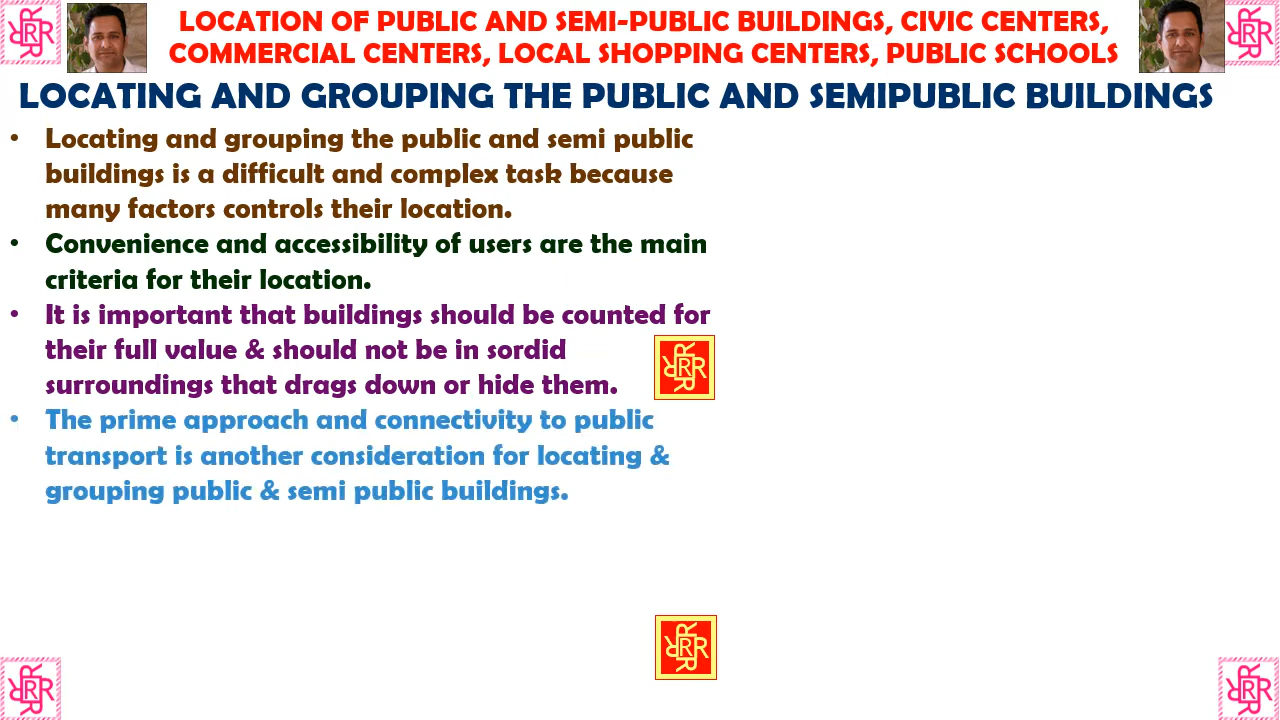 LOCATION OF PUBLIC AND SEMI-PUBLIC BUILDINGS, CIVIC CENTERS,
COMMERCIAL CENTERS, LOCAL SHOPPING CENTERS, PUBLIC SCHOOLS
LOCATING AND GROUPING THE PUBLIC AND SEMIPUBLIC BUILDINGS
• Locating and grouping the public and semi public
buildings is a difficult and complex task because
many factors controls their location.
• Convenience and accessibility of users are the main
criteria for their location.
• It is important that buildings should be counted for
their full value & should not be in sordid
surroundings that drags down or hide them.
• The prime approach and connectivity to public
transport is another consideration for locating &
grouping public & semi public buildings.